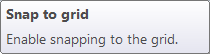 Snap to grid
Enable snapping to the grid.